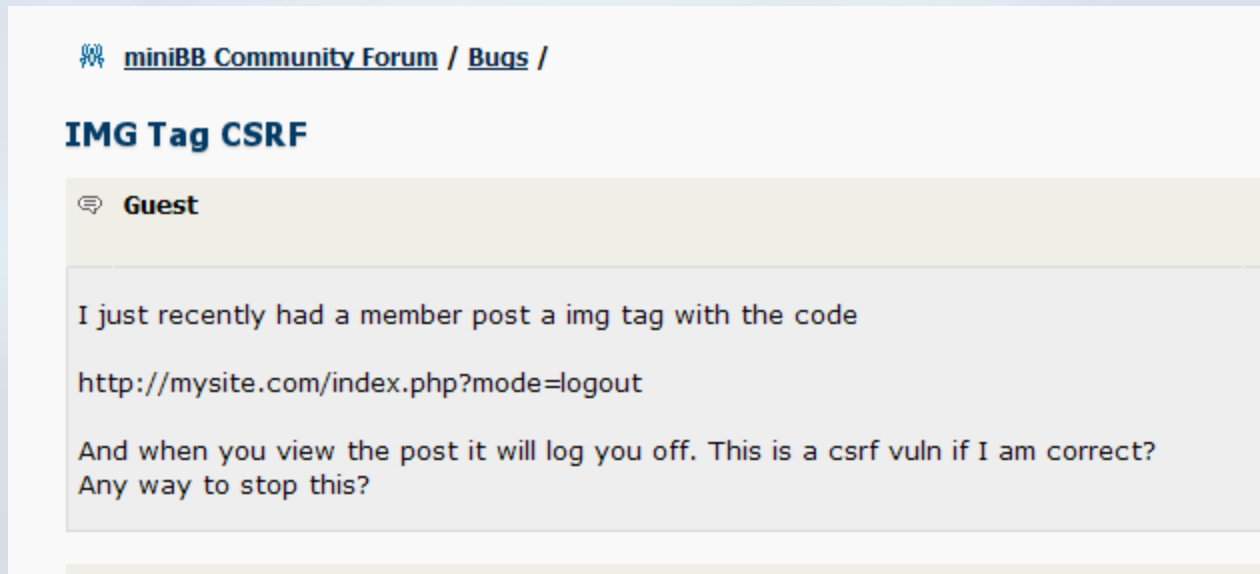 miniBB Community Forum / Bugs /
IMG Tag CSRF
Guest
I just recently had a member post a img tag with the code
http://mysite.com/index.php?mode=logout
And when you view the post it will log you off. This is a csrf vuln if I am correct?
Any way to stop this?